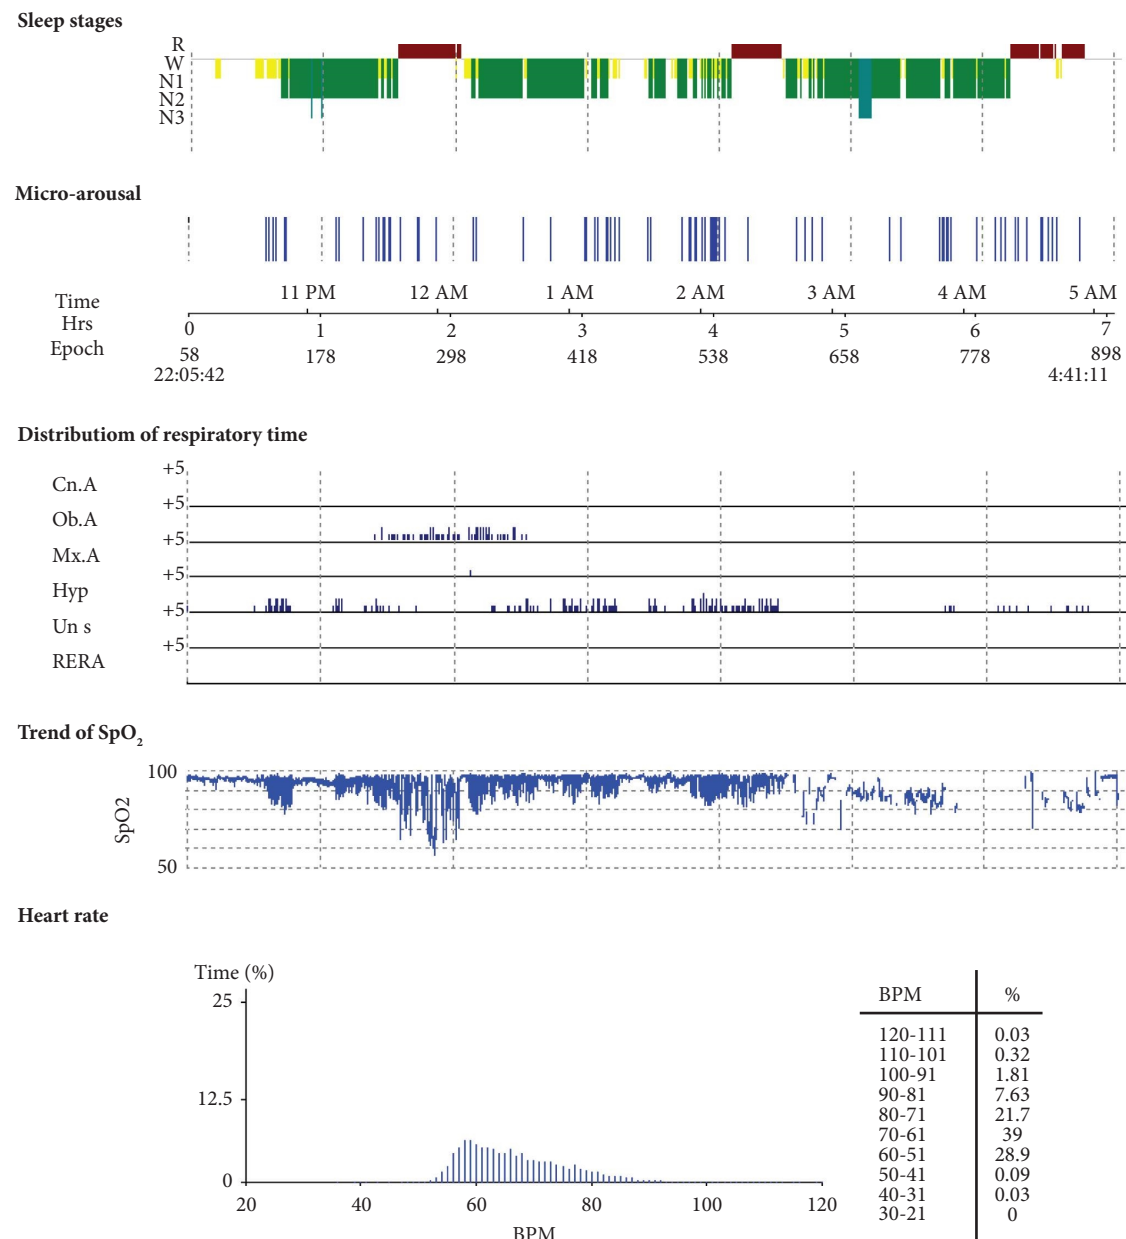 Sleep stages
R
W
N1
N2
N3
Micro-arousal
Time 11 PM 12 AM 1 AM 2 AM 3 AM 4 AM 5 AM
Hrs 0 1 2 3 4 5 6 7
Epoch 58 178 298 418 538 658 778 898
22:05:42 4:41:11
Distributiom of respiratory time
+5
Cn.A
+5
Ob.A
+5
Mx.A
+5
Hyp
+5
Un s
+5
RERA
Trend of SpO2
100
SpO2
50
Heart rate
Time (%)
25
12.5
0
20 40 60 80 100 120
BPM
BPM %
120-111 0.03
110-101 0.32
100-91 1.81
90-81 7.63
80-71 21.7
70-61 39
60-51 28.9
50-41 0.09
40-31 0.03
30-21 0